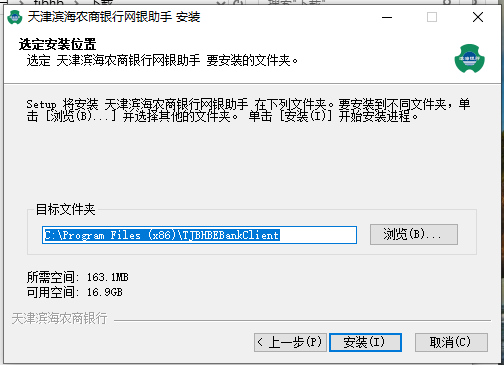 天津滨海农商银行网银助手 安装
选定安装位置
选定 天津滨海农商银行网银助手 要安装的文件夹。
Setup 将安装 天津滨海农商银行网银助手 在下列文件夹。要安装到不同文件夹，单
击 [浏览(B)...] 并选择其他的文件夹。 单击 [安装(I)] 开始安装进程。
目标文件夹
C:\Program Files (x86)\TJBHBEBankClient
浏览(B)...
所需空间: 163.1MB
可用空间: 16.9GB
天津滨海农商银行
< 上一步(P)
安装(I)
取消(C)